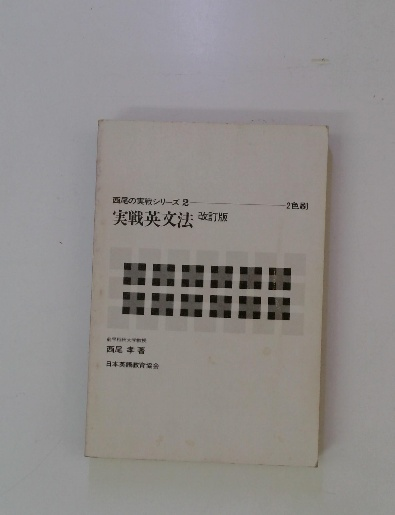 西尾の実戦シリーズ 2 2色刷
実戦英文法 改訂版
西尾 孝 著
日本英語教育協会